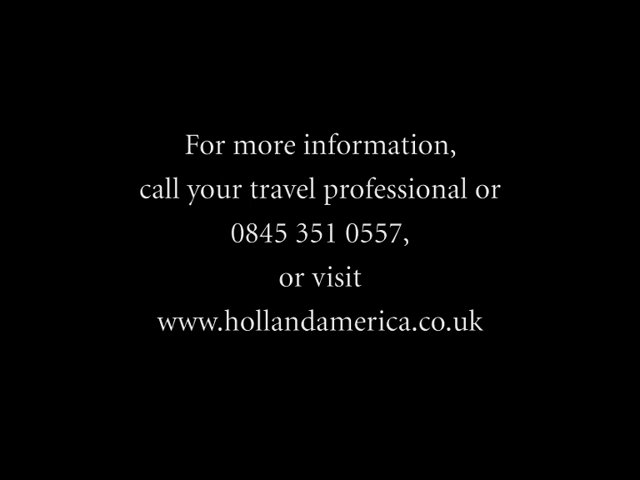 For more information,
call your travel professional or
0845 351 0557,
or visit
www.hollandamerica.co.uk